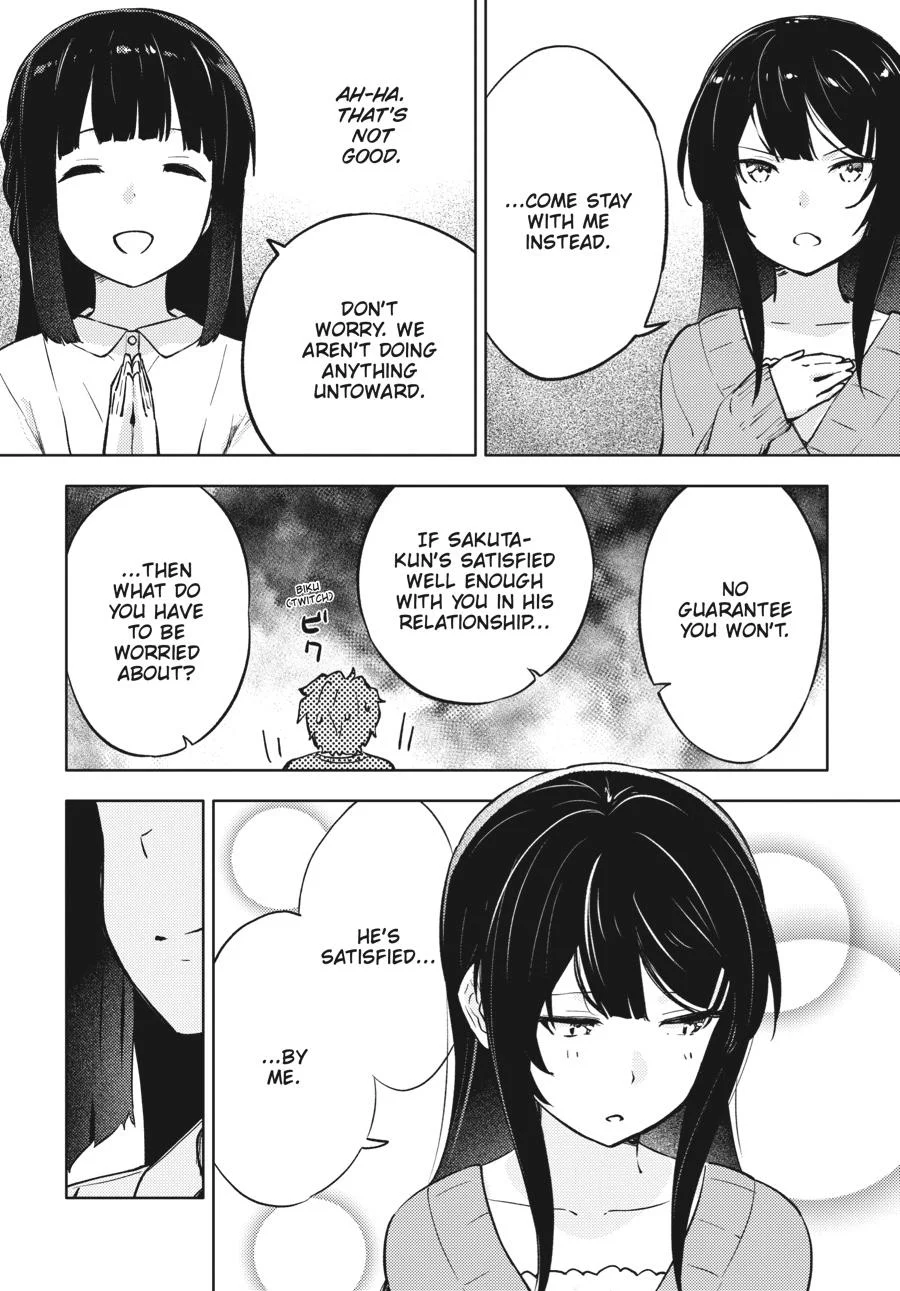 ...COME STAY
WITH ME
INSTEAD.
AH-HA.
THAT'S
NOT
GOOD.
DON'T
WORRY. WE
AREN'T DOING
ANYTHING
UNTOWARD.
NO
GUARANTEE
YOU WON'T.
IF SAKUTA-
KUN'S
SATISFIED
WELL ENOUGH
WITH YOU IN HIS
RELATIONSHIP...
BIKU
(TWITCH)
ビク
...THEN
WHAT DO
YOU HAVE
TO BE
WORRIED
ABOUT?
HE'S
SATISFIED...
...BY
ME.